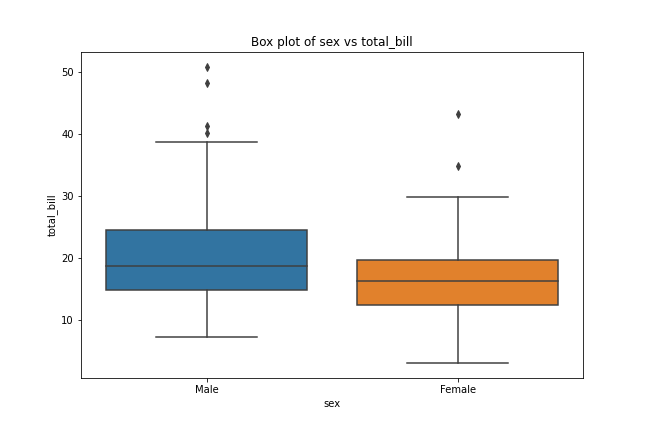 Box plot of sex vs total_bill
50
40
30
20
10
total_bill
Male
Female
sex